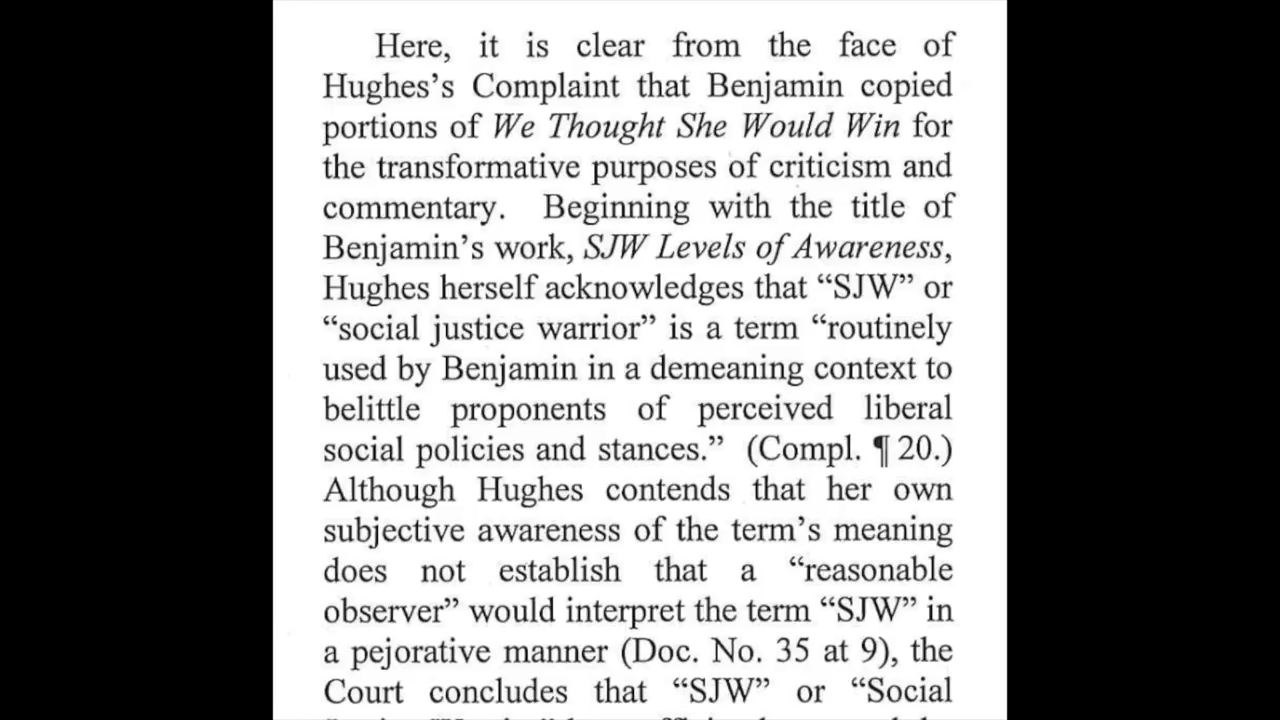 Here, it is clear from the face of
Hughes’s Complaint that Benjamin copied
portions of We Thought She Would Win for
the transformative purposes of criticism and
commentary. Beginning with the title of
Benjamin’s work, SJW Levels of Awareness,
Hughes herself acknowledges that “SJW” or
“social justice warrior” is a term “routinely
used by Benjamin in a demeaning context to
belittle proponents of perceived liberal
social policies and stances.” (Compl. ¶ 20.)
Although Hughes contends that her own
subjective awareness of the term’s meaning
does not establish that a “reasonable
observer” would interpret the term “SJW” in
a pejorative manner (Doc. No. 35 at 9), the
Court concludes that “SJW” or “Social